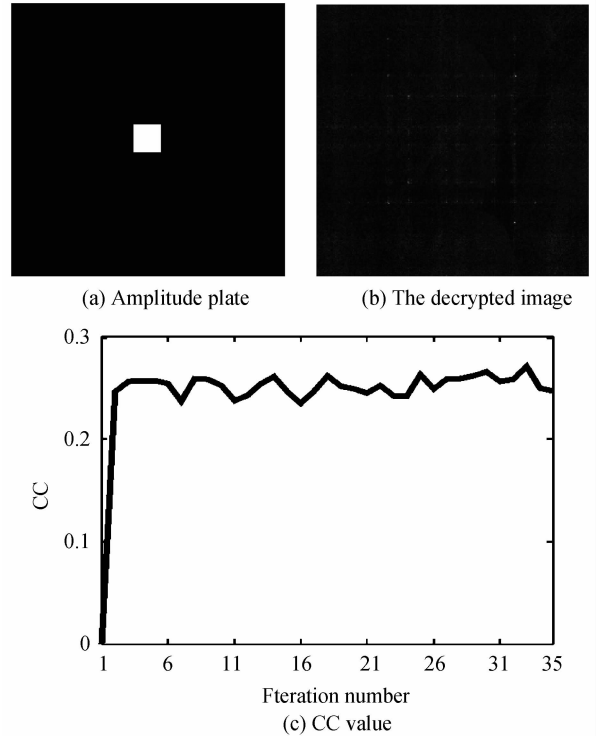 (a) Amplitude plate
(b) The decrypted image
0.3
0.2
0.1
0
CC
1 6 11 16 21 26 31 35
Fteration number
(c) CC value